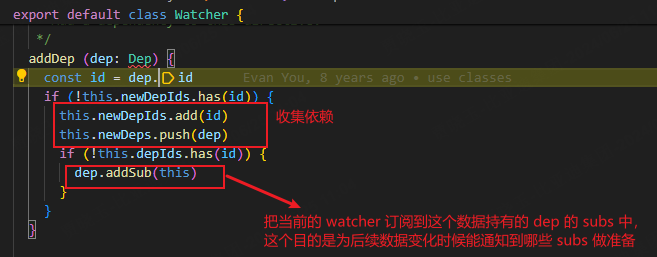 export default class Watcher {
*/
addDep (dep: Dep) {
const id = dep.id Evan You, 8 years ago • use classes
if (!this.newDepIds.has(id)) {
this.newDepIds.add(id)
this.newDeps.push(dep)
收集依赖
if (!this.depIds.has(id)) {
dep.addSub(this)
}
}
}
把当前的 watcher 订阅到这个数据持有的 dep 的 subs 中，
这个目的是为后续数据变化时候能通知到哪些 subs 做准备